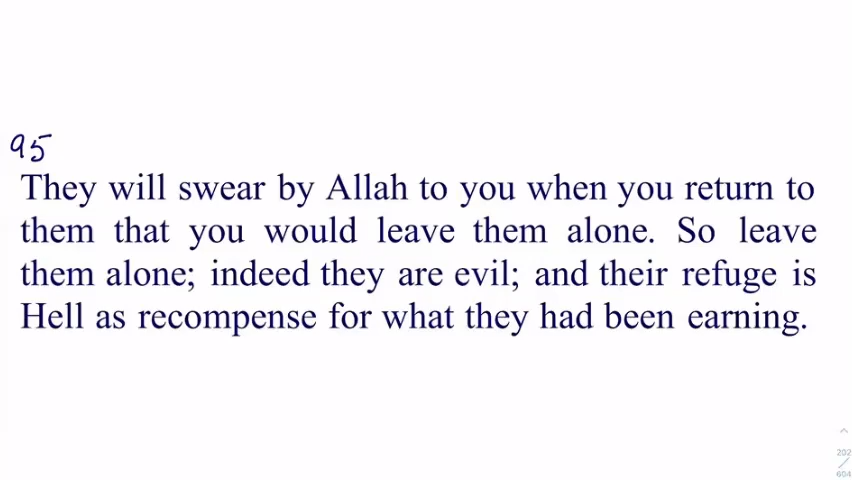 95
They will swear by Allah to you when you return to
them that you would leave them alone. So leave
them alone; indeed they are evil; and their refuge is
Hell as recompense for what they had been earning.
202
/
604